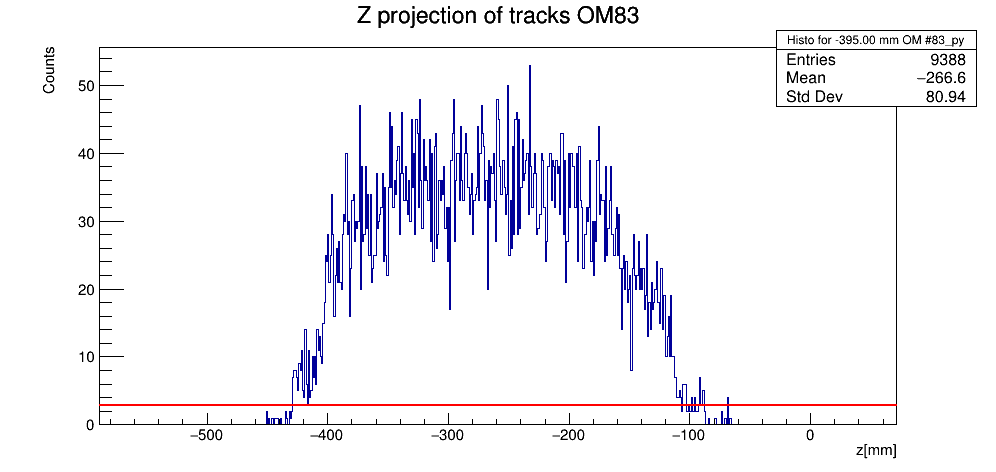 Z projection of tracks OM83
Histo for -395.00 mm OM #83_py
Entries 9388
Mean −266.6
Std Dev 80.94
Counts
50
40
30
20
10
0
−500 −400 −300 −200 −100 0
z[mm]